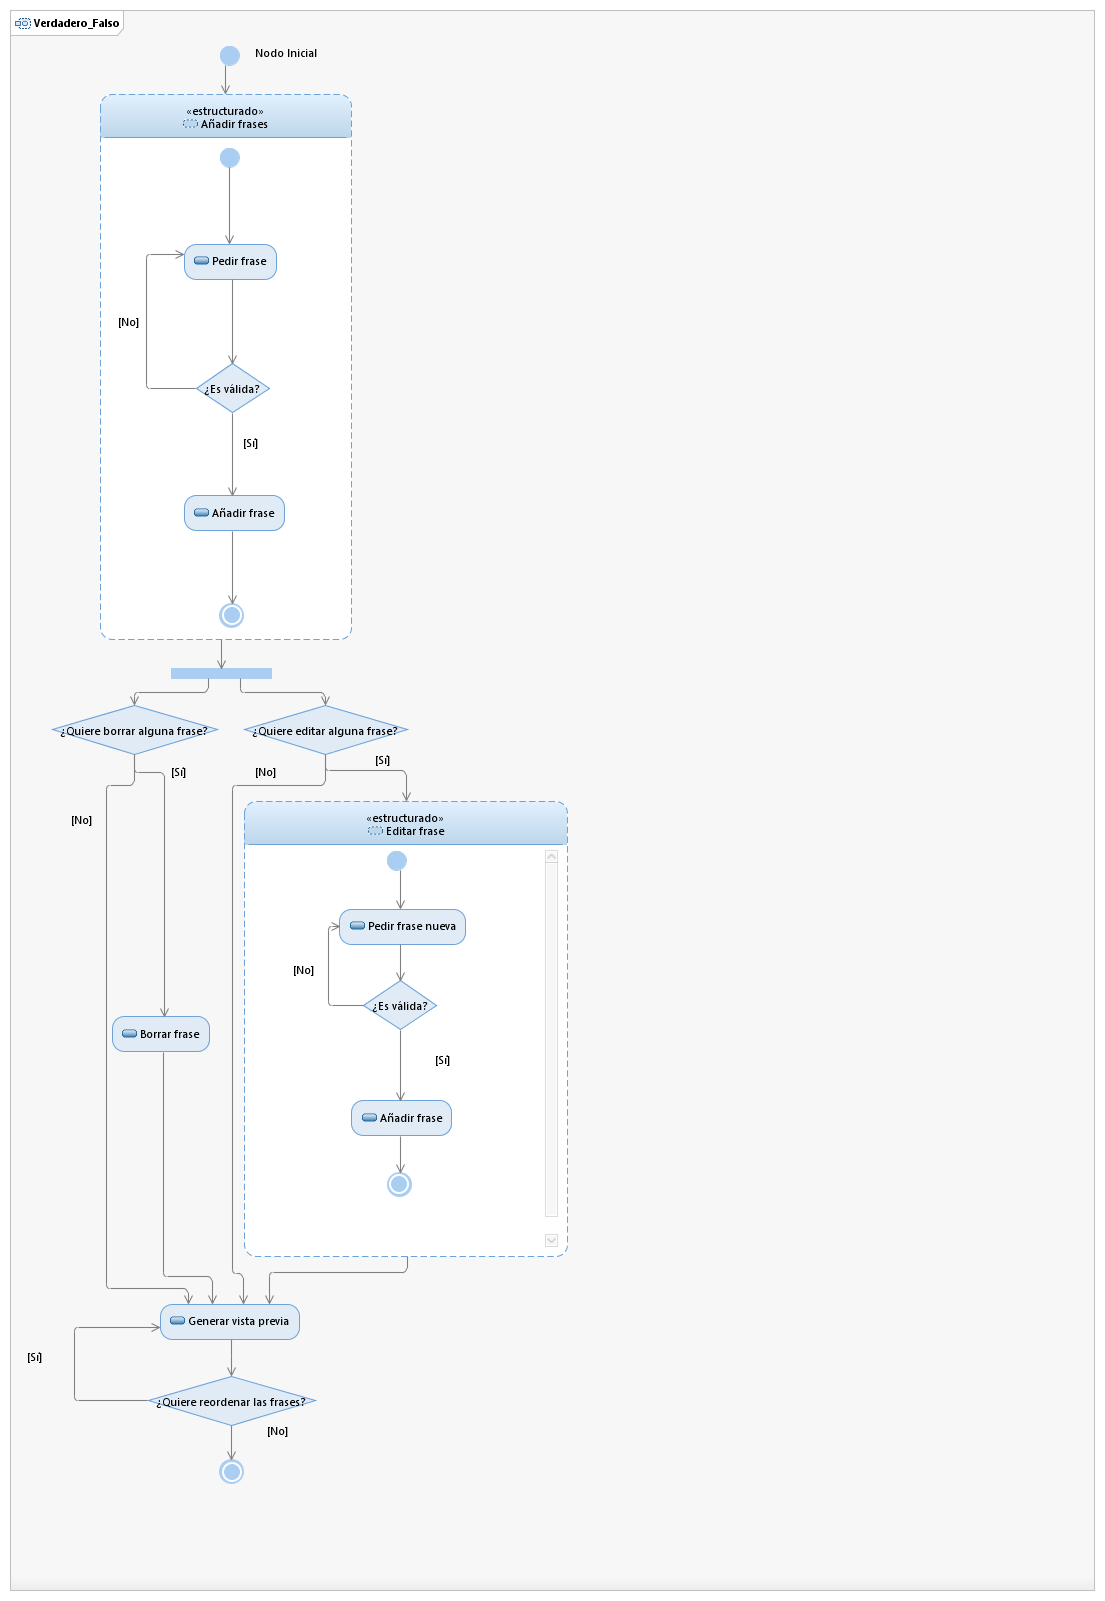 Verdadero_Falso
Nodo Inicial
«estructurado»
Añadir frases
Pedir frase
[No]
¿Es válida?
[Sí]
Añadir frase
¿Quiere borrar alguna frase?
¿Quiere editar alguna frase?
[Sí]
[No]
[Sí]
[No]
«estructurado»
Editar frase
Pedir frase nueva
[No]
¿Es válida?
Borrar frase
[Sí]
Añadir frase
Generar vista previa
[Sí]
¿Quiere reordenar las frases?
[No]